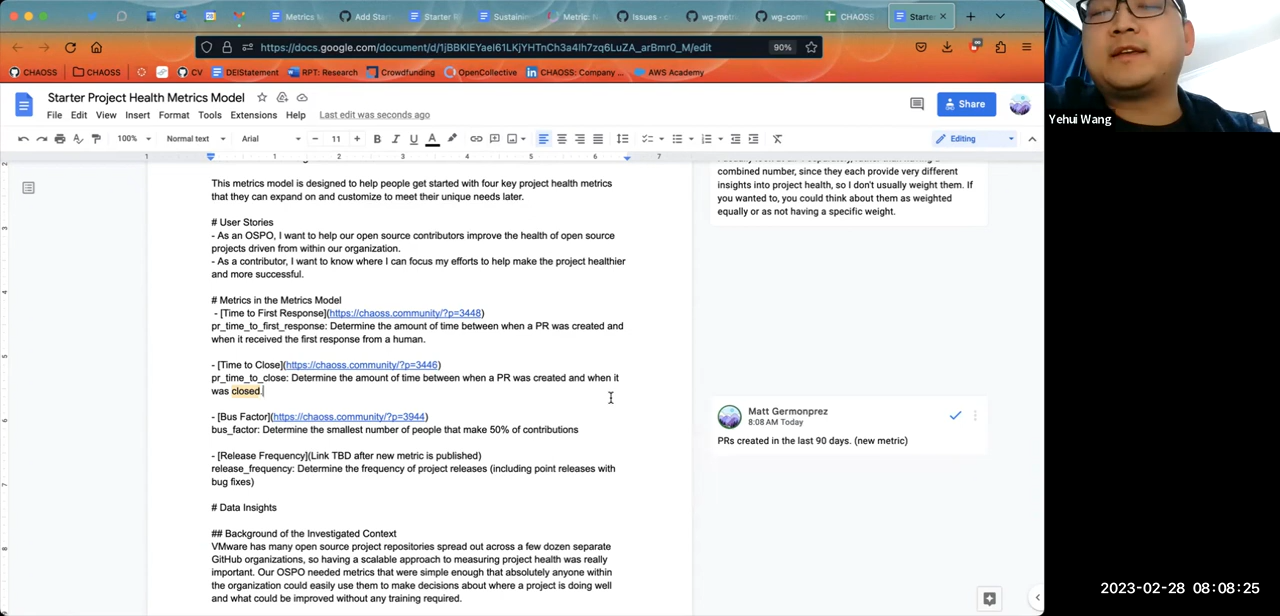 Metrics M
Add Star
Starter P
Sustainin
Metric: N
Issues · c
wg-metr
wg-com
CHAOSS
Starte
https://docs.google.com/document/d/1jBBKIEYaeI61LKjYHTnCh3a4Ih7zq6LuZA_arBmr0_M/edit
90%
CHAOSS
CHAOSS
CV
DEIStatement
RPT: Research
Crowdfunding
OpenCollective
CHAOSS: Company ...
AWS Academy
Starter Project Health Metrics Model
File Edit View Insert Format Tools Extensions Help Last edit was seconds ago
Share
100% Normal text Arial 11 Editing
This metrics model is designed to help people get started with four key project health metrics
that they can expand on and customize to meet their unique needs later.
# User Stories
- As an OSPO, I want to help our open source contributors improve the health of open source
projects driven from within our organization.
- As a contributor, I want to know where I can focus my efforts to help make the project healthier
and more successful.
# Metrics in the Metrics Model
- [Time to First Response](https://chaoss.community/?p=3448)
pr_time_to_first_response: Determine the amount of time between when a PR was created and
when it received the first response from a human.
- [Time to Close](https://chaoss.community/?p=3446)
pr_time_to_close: Determine the amount of time between when a PR was created and when it
was closed.
- [Bus Factor](https://chaoss.community/?p=3944)
bus_factor: Determine the smallest number of people that make 50% of contributions
- [Release Frequency](Link TBD after new metric is published)
release_frequency: Determine the frequency of project releases (including point releases with
bug fixes)
# Data Insights
## Background of the Investigated Context
VMware has many open source project repositories spread out across a few dozen separate
GitHub organizations, so having a scalable approach to measuring project health was really
important. Our OSPO needed metrics that were simple enough that absolutely anyone within
the organization could easily use them to make decisions about where a project is doing well
and what could be improved without any training required.
combined number, since they each provide very different
insights into project health, so I don't usually weight them. If
you wanted to, you could think about them as weighted
equally or as not having a specific weight.
Matt Germonprez
8:08 AM Today
PRs created in the last 90 days. (new metric)
Yehui Wang
2023-02-28 08:08:25